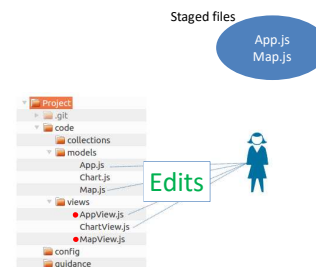 Staged files
App.js
Map.js
Project
.git
code
collections
models
App.js
Chart.js
Map.js
views
AppView.js
ChartView.js
MapView.js
config
guidance
Edits